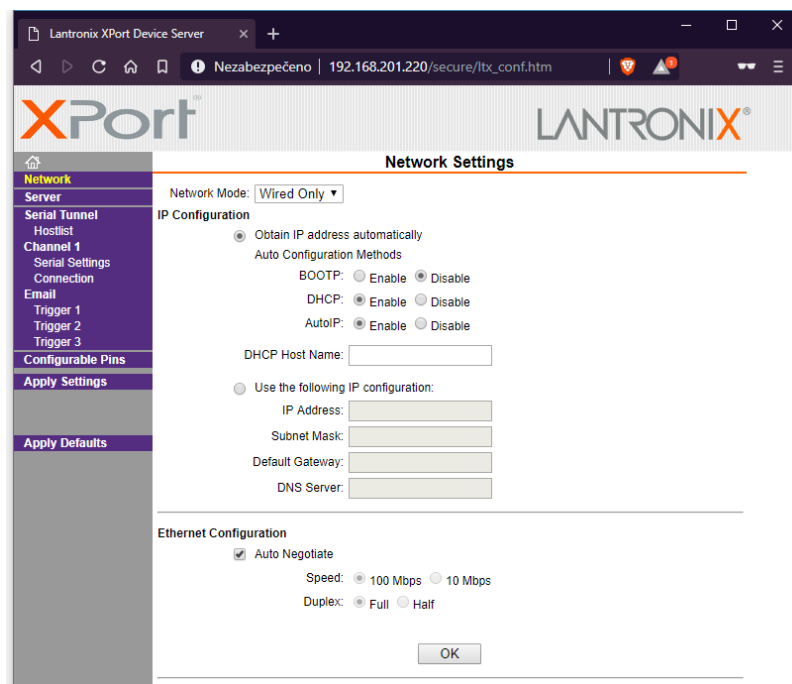 Lantronix XPort Device Server
Nezabezpečeno | 192.168.201.220/secure/ltx_conf.htm
1
XPort®
LANTRONIX®
Network Settings
Network
Server
Serial Tunnel
Hostlist
Channel 1
Serial Settings
Connection
Email
Trigger 1
Trigger 2
Trigger 3
Configurable Pins
Apply Settings
Apply Defaults
Network Mode: Wired Only
IP Configuration
Obtain IP address automatically
Auto Configuration Methods
BOOTP: Enable Disable
DHCP: Enable Disable
AutoIP: Enable Disable
DHCP Host Name:
Use the following IP configuration:
IP Address:
Subnet Mask:
Default Gateway:
DNS Server:
Ethernet Configuration
Auto Negotiate
Speed: 100 Mbps 10 Mbps
Duplex: Full Half
OK